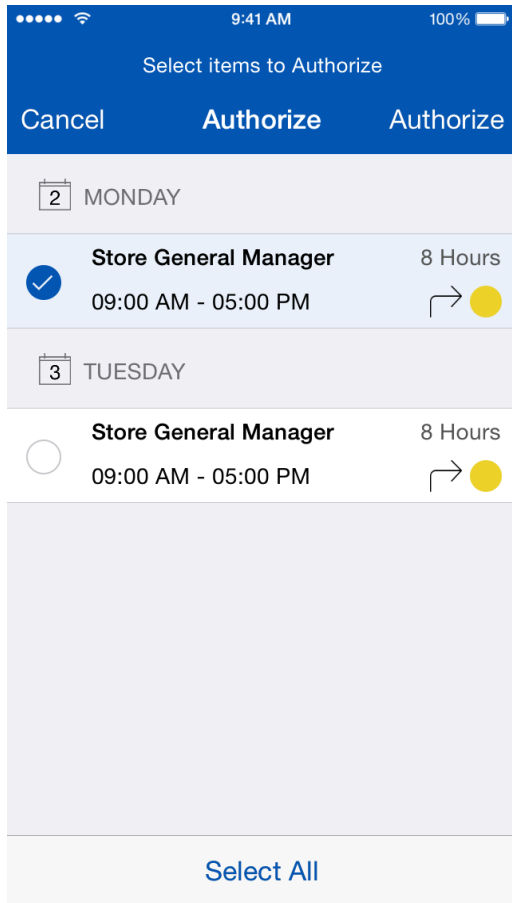 9:41 AM 100%
Select items to Authorize
Cancel Authorize Authorize
2 MONDAY
Store General Manager 8 Hours
09:00 AM - 05:00 PM
3 TUESDAY
Store General Manager 8 Hours
09:00 AM - 05:00 PM
Select All